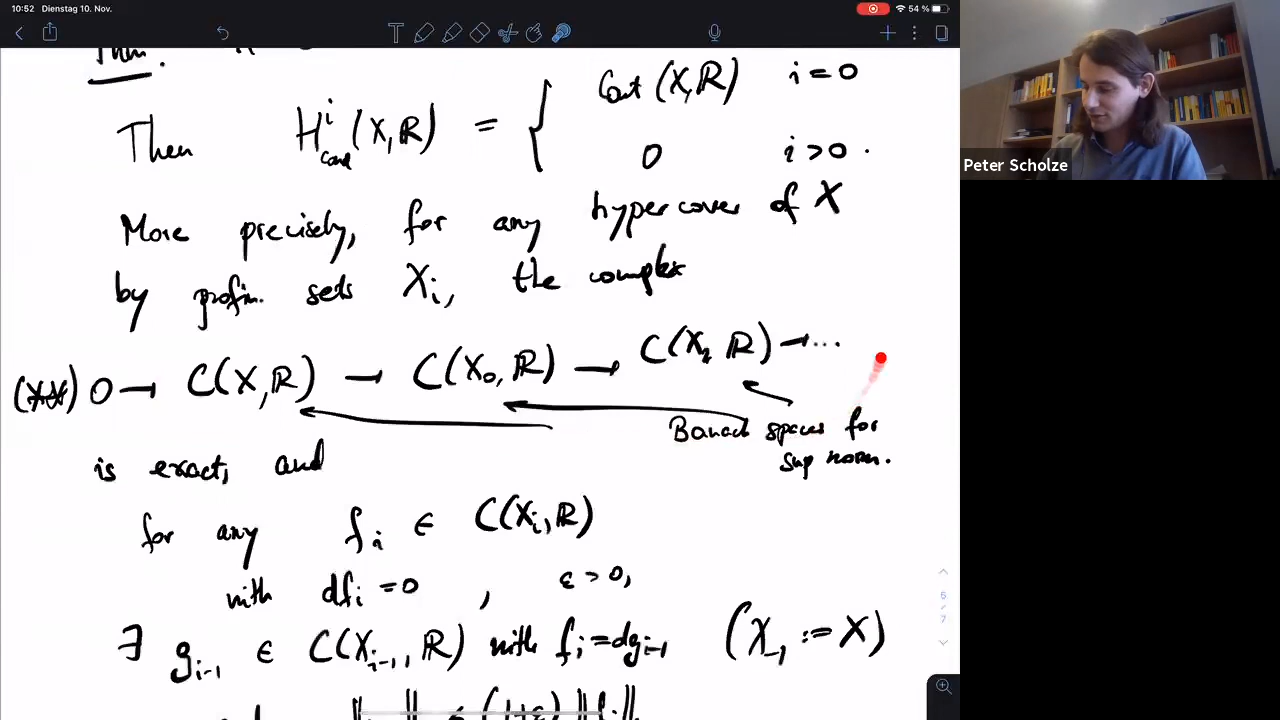 10:52 Dienstag 10. Nov.
54 %
Then H^i_cond (X, ℝ) = { Cont (X, ℝ) i = 0
0 i > 0 .
More precisely, for any hypercover of X
by profin. sets X_i, the complex
(**) 0 → C(X, ℝ) → C(X_0, ℝ) → C(X_1, ℝ) → ...
Banach spaces for
sup norm.
is exact, and
for any f_i ∈ C(X_i, ℝ)
with df_i = 0 , ε > 0,
∃ g_{i-1} ∈ C(X_{i-1}, ℝ) with f_i = dg_{i-1} (X_{-1} := X)
5
/
7
Peter Scholze